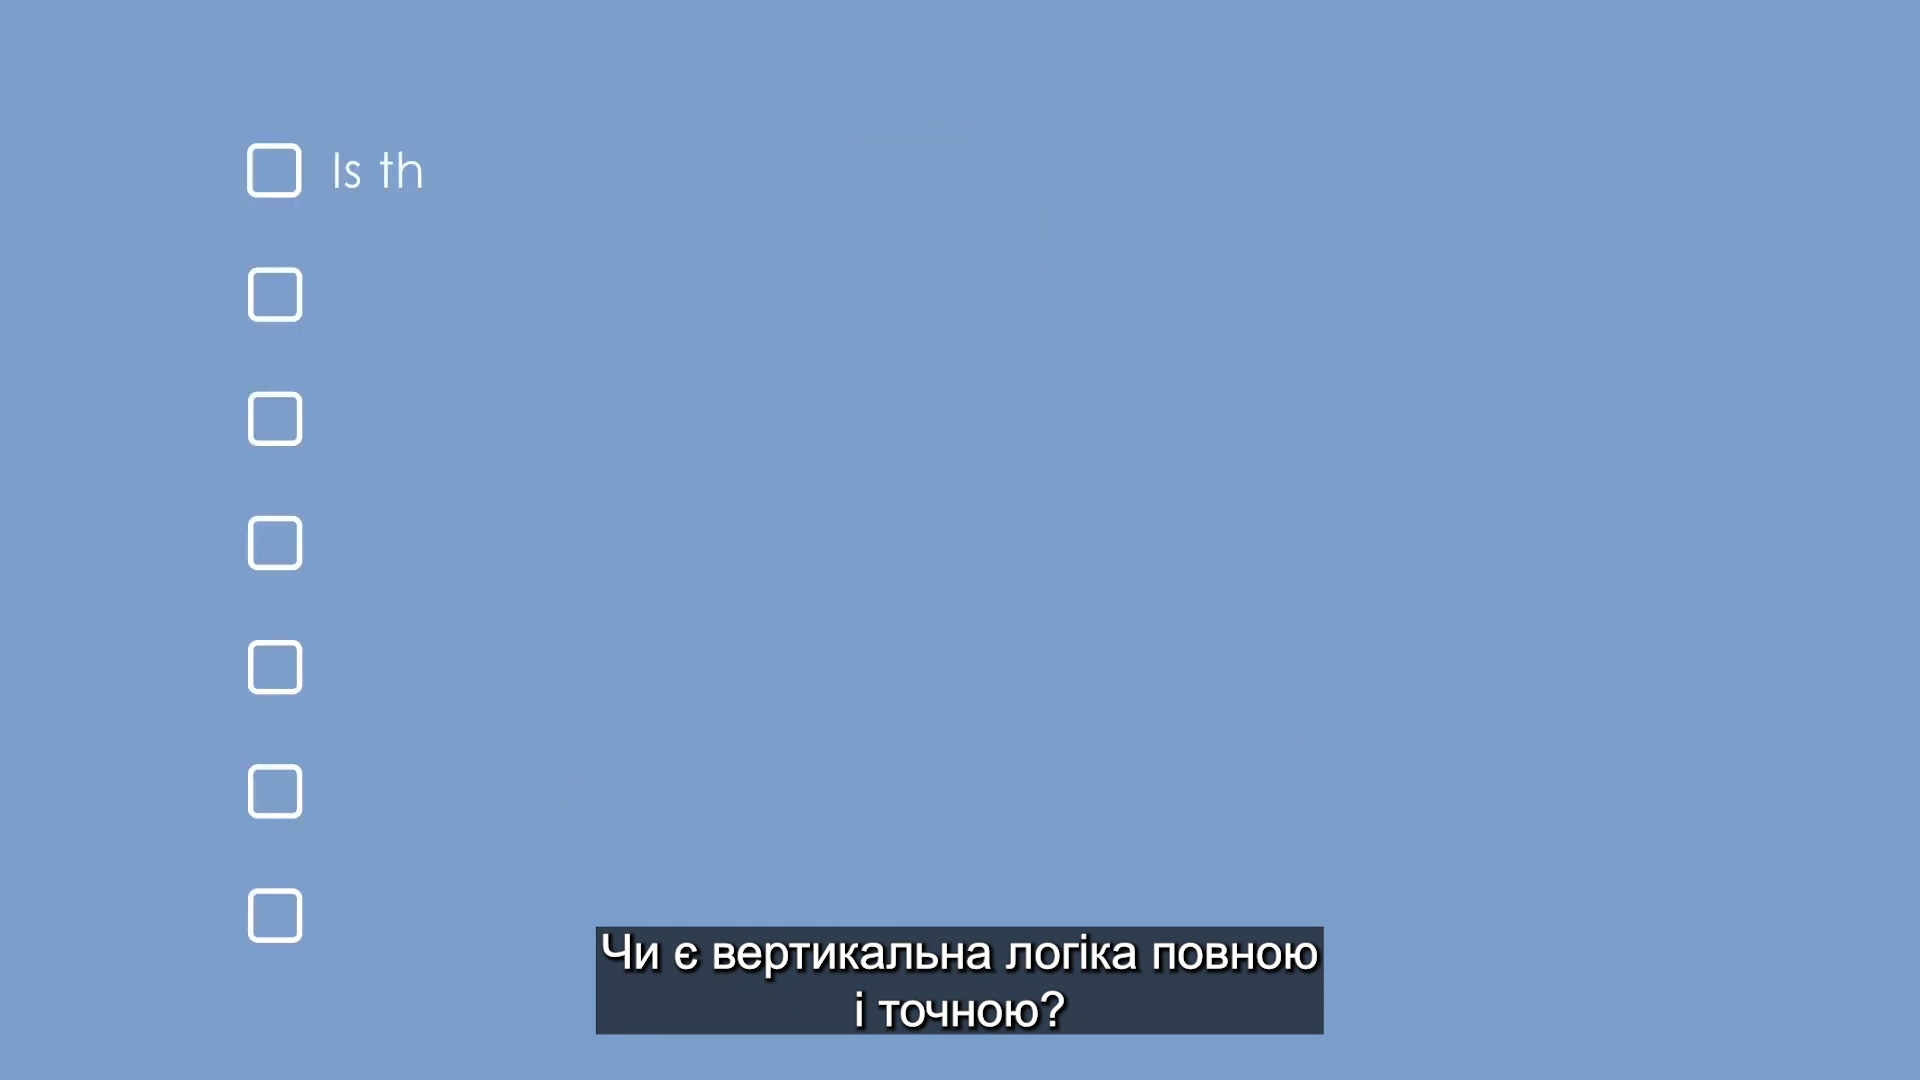 Is th
Чи є вертикальна логіка повною
і точною?